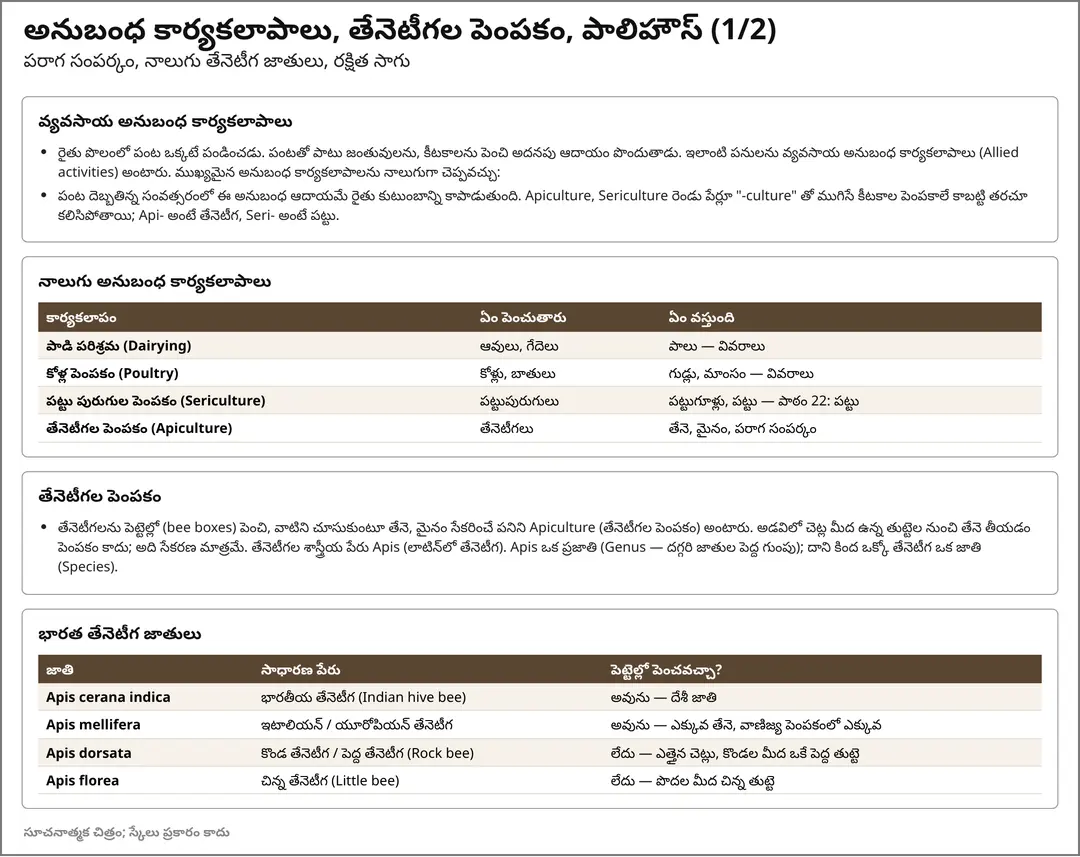 అనుబంధ కార్యకలాపాలు, తేనెటీగల పెంపకం, పాలిహౌస్ (1/2)
పరాగ సంపర్కం, నాలుగు తేనెటీగ జాతులు, రక్షిత సాగు
వ్యవసాయ అనుబంధ కార్యకలాపాలు
• రైతు పొలంలో పంట ఒక్కటే పండించడు. పంటతో పాటు జంతువులను, కీటకాలను పెంచి అదనపు ఆదాయం పొందుతాడు. ఇలాంటి పనులను వ్యవసాయ అనుబంధ కార్యకలాపాలు (Allied
activities) అంటారు. ముఖ్యమైన అనుబంధ కార్యకలాపాలను నాలుగుగా చెప్పవచ్చు:
• పంట దెబ్బతిన్న సంవత్సరంలో ఈ అనుబంధ ఆదాయమే రైతు కుటుంబాన్ని కాపాడుతుంది. Apiculture, Sericulture రెండు పేర్లూ "-culture" తో ముగిసే కీటకాల పెంపకాలే కాబట్టి తరచూ
కలిసిపోతాయి; Api- అంటే తేనెటీగ, Seri- అంటే పట్టు.
నాలుగు అనుబంధ కార్యకలాపాలు
కార్యకలాపం ఏం పెంచుతారు ఏం వస్తుంది
పాడి పరిశ్రమ (Dairying) ఆవులు, గేదెలు పాలు — వివరాలు
కోళ్ల పెంపకం (Poultry) కోళ్లు, బాతులు గుడ్లు, మాంసం — వివరాలు
పట్టు పురుగుల పెంపకం (Sericulture) పట్టుపురుగులు పట్టుగూళ్లు, పట్టు — పాఠం 22: పట్టు
తేనెటీగల పెంపకం (Apiculture) తేనెటీగలు తేనె, మైనం, పరాగ సంపర్కం
తేనెటీగల పెంపకం
• తేనెటీగలను పెట్టెల్లో (bee boxes) పెంచి, వాటిని చూసుకుంటూ తేనె, మైనం సేకరించే పనిని Apiculture (తేనెటీగల పెంపకం) అంటారు. అడవిలో చెట్ల మీద ఉన్న తుట్టెల నుంచి తేనె తీయడం
పెంపకం కాదు; అది సేకరణ మాత్రమే. తేనెటీగల శాస్త్రీయ పేరు Apis (లాటిన్‌లో తేనెటీగ). Apis ఒక ప్రజాతి (Genus — దగ్గరి జాతుల పెద్ద గుంపు); దాని కింద ఒక్కో తేనెటీగ ఒక జాతి
(Species).
భారత తేనెటీగ జాతులు
జాతి సాధారణ పేరు పెట్టెల్లో పెంచవచ్చా?
Apis cerana indica భారతీయ తేనెటీగ (Indian hive bee) అవును — దేశీ జాతి
Apis mellifera ఇటాలియన్ / యూరోపియన్ తేనెటీగ అవును — ఎక్కువ తేనె, వాణిజ్య పెంపకంలో ఎక్కువ
Apis dorsata కొండ తేనెటీగ / పెద్ద తేనెటీగ (Rock bee) లేదు — ఎత్తైన చెట్లు, కొండల మీద ఒకే పెద్ద తుట్టె
Apis florea చిన్న తేనెటీగ (Little bee) లేదు — పొదల మీద చిన్న తుట్టె
సూచనాత్మక చిత్రం; స్కేలు ప్రకారం కాదు